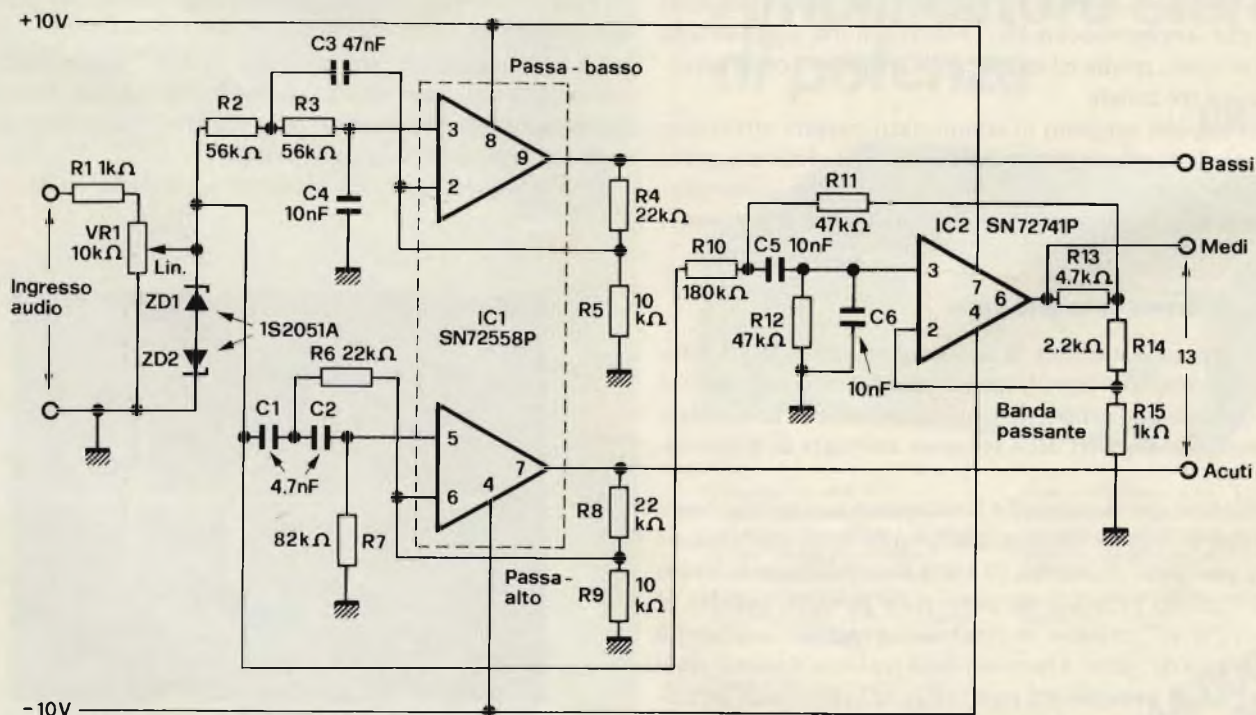 +10V
C3 47nF
Passa-basso
R2
56kΩ
R3
56kΩ
R1 1kΩ
C4
10nF
3
8
9
2
Bassi
R4
22kΩ
R5
10
kΩ
VR1
10kΩ
Lin.
Ingresso
audio
ZD1
ZD2
1S2051A
IC1
SN72558P
R6 22kΩ
C1
C2
4,7nF
82kΩ
R7
5
7
6
4
Passa-
alto
R8
22
kΩ
R9
10
kΩ
R11
47kΩ
IC2
SN72741P
R10
180kΩ
C5 10nF
R12
47kΩ
C6
10nF
3
7
6
2
4
R13
4.7kΩ
Medi
2.2kΩ
R14
13
Banda
passante
R15
1kΩ
Acuti
-10V